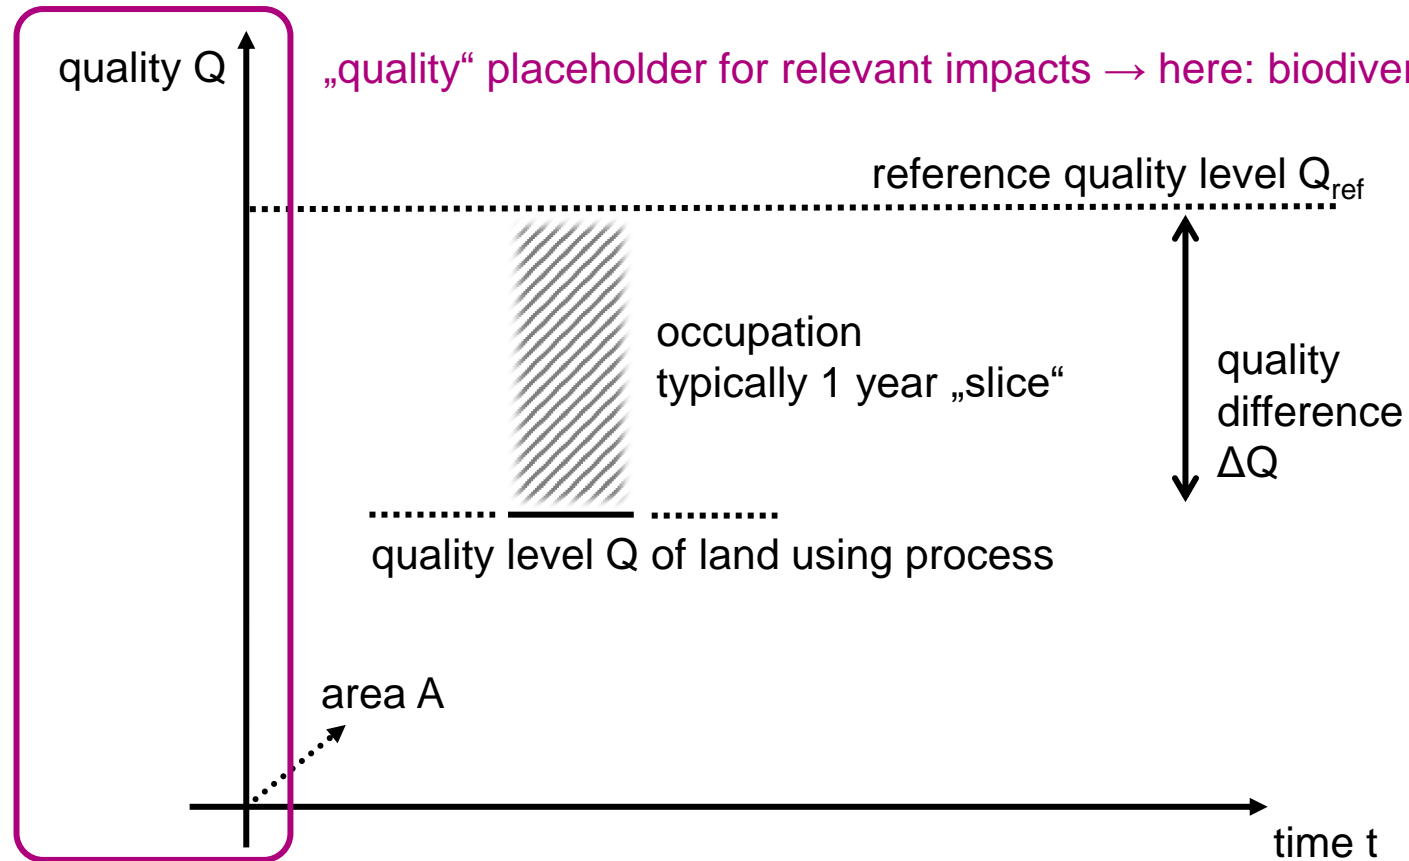 quality Q
„quality“ placeholder for relevant impacts → here: biodiver
reference quality level Qref
occupation
typically 1 year „slice“
quality
difference
ΔQ
quality level Q of land using process
area A
time t